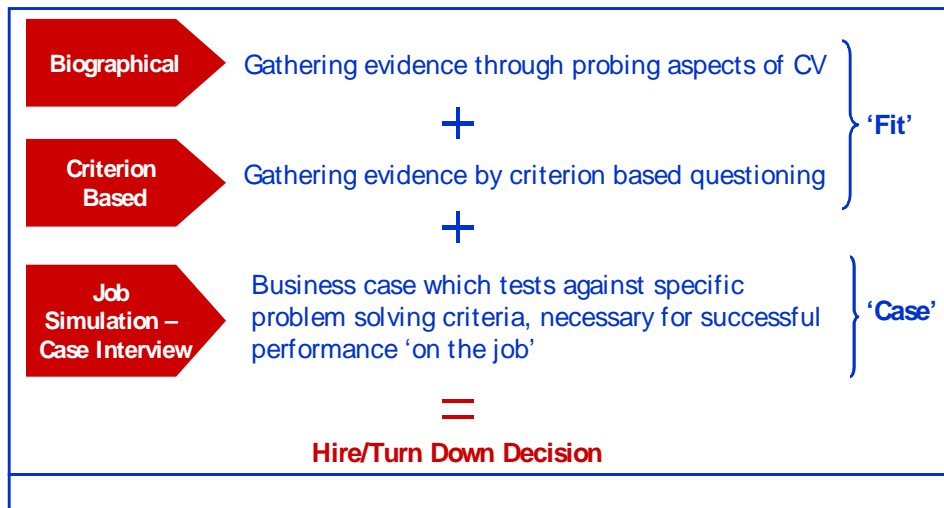 Biographical
Gathering evidence through probing aspects of CV
+
‘Fit’
Criterion
Based
Gathering evidence by criterion based questioning
+
Job
Simulation –
Case Interview
Business case which tests against specific
problem solving criteria, necessary for successful
performance ‘on the job’
‘Case’
=
Hire/Turn Down Decision